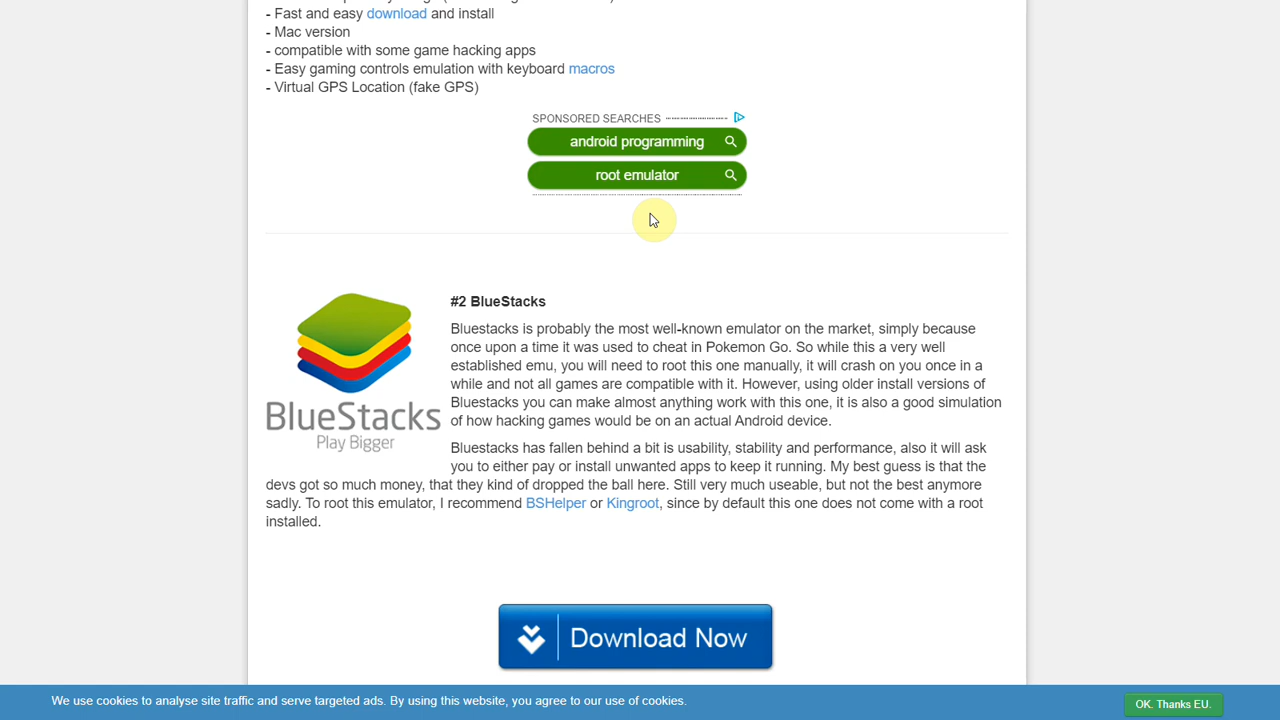 - Fast and easy download and install
- Mac version
- compatible with some game hacking apps
- Easy gaming controls emulation with keyboard macros
- Virtual GPS Location (fake GPS)
SPONSORED SEARCHES
android programming
root emulator
#2 BlueStacks
Bluestacks is probably the most well-known emulator on the market, simply because
once upon a time it was used to cheat in Pokemon Go. So while this a very well
established emu, you will need to root this one manually, it will crash on you once in a
while and not all games are compatible with it. However, using older install versions of
Bluestacks you can make almost anything work with this one, it is also a good simulation
of how hacking games would be on an actual Android device.
BlueStacks
Play Bigger
Bluestacks has fallen behind a bit is usability, stability and performance, also it will ask
you to either pay or install unwanted apps to keep it running. My best guess is that the
devs got so much money, that they kind of dropped the ball here. Still very much useable, but not the best anymore
sadly. To root this emulator, I recommend BSHelper or Kingroot, since by default this one does not come with a root
installed.
Download Now
We use cookies to analyse site traffic and serve targeted ads. By using this website, you agree to our use of cookies.
OK. Thanks EU.